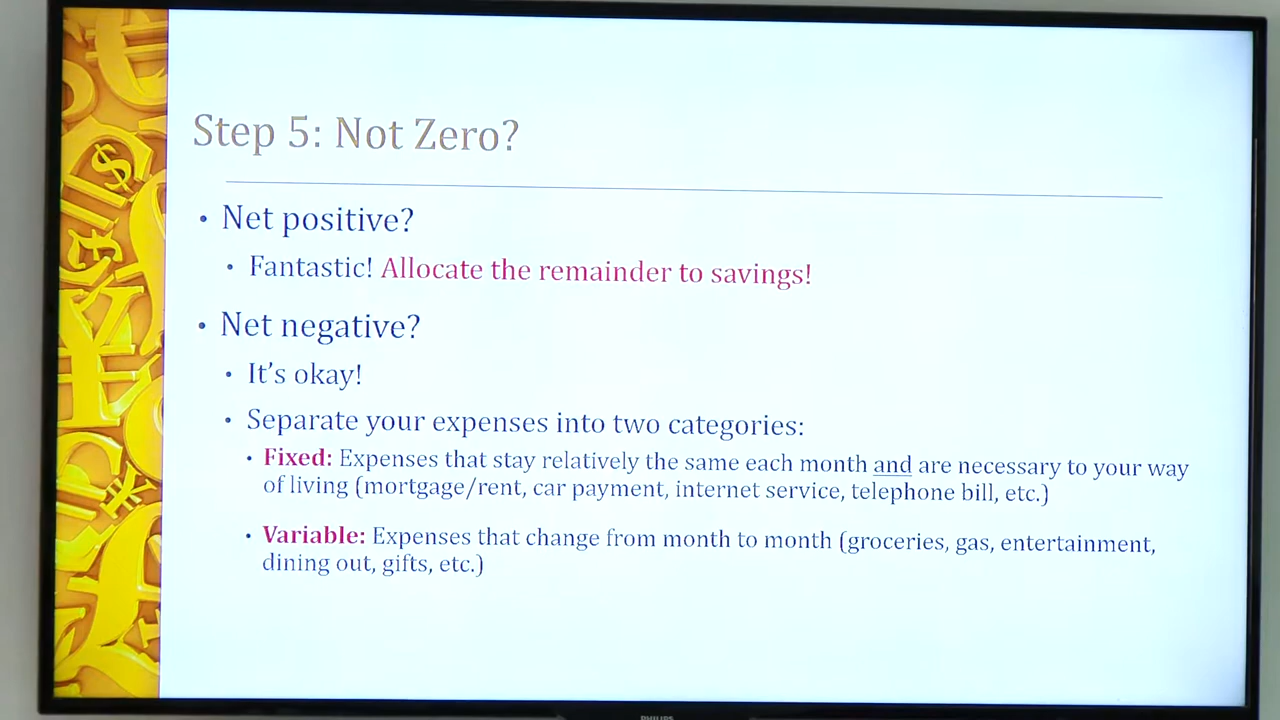 Step 5: Not Zero?
• Net positive?
• Fantastic! Allocate the remainder to savings!
• Net negative?
• It's okay!
• Separate your expenses into two categories:
• Fixed: Expenses that stay relatively the same each month and are necessary to your way
of living (mortgage/rent, car payment, internet service, telephone bill, etc.)
• Variable: Expenses that change from month to month (groceries, gas, entertainment,
dining out, gifts, etc.)
PHILIPS